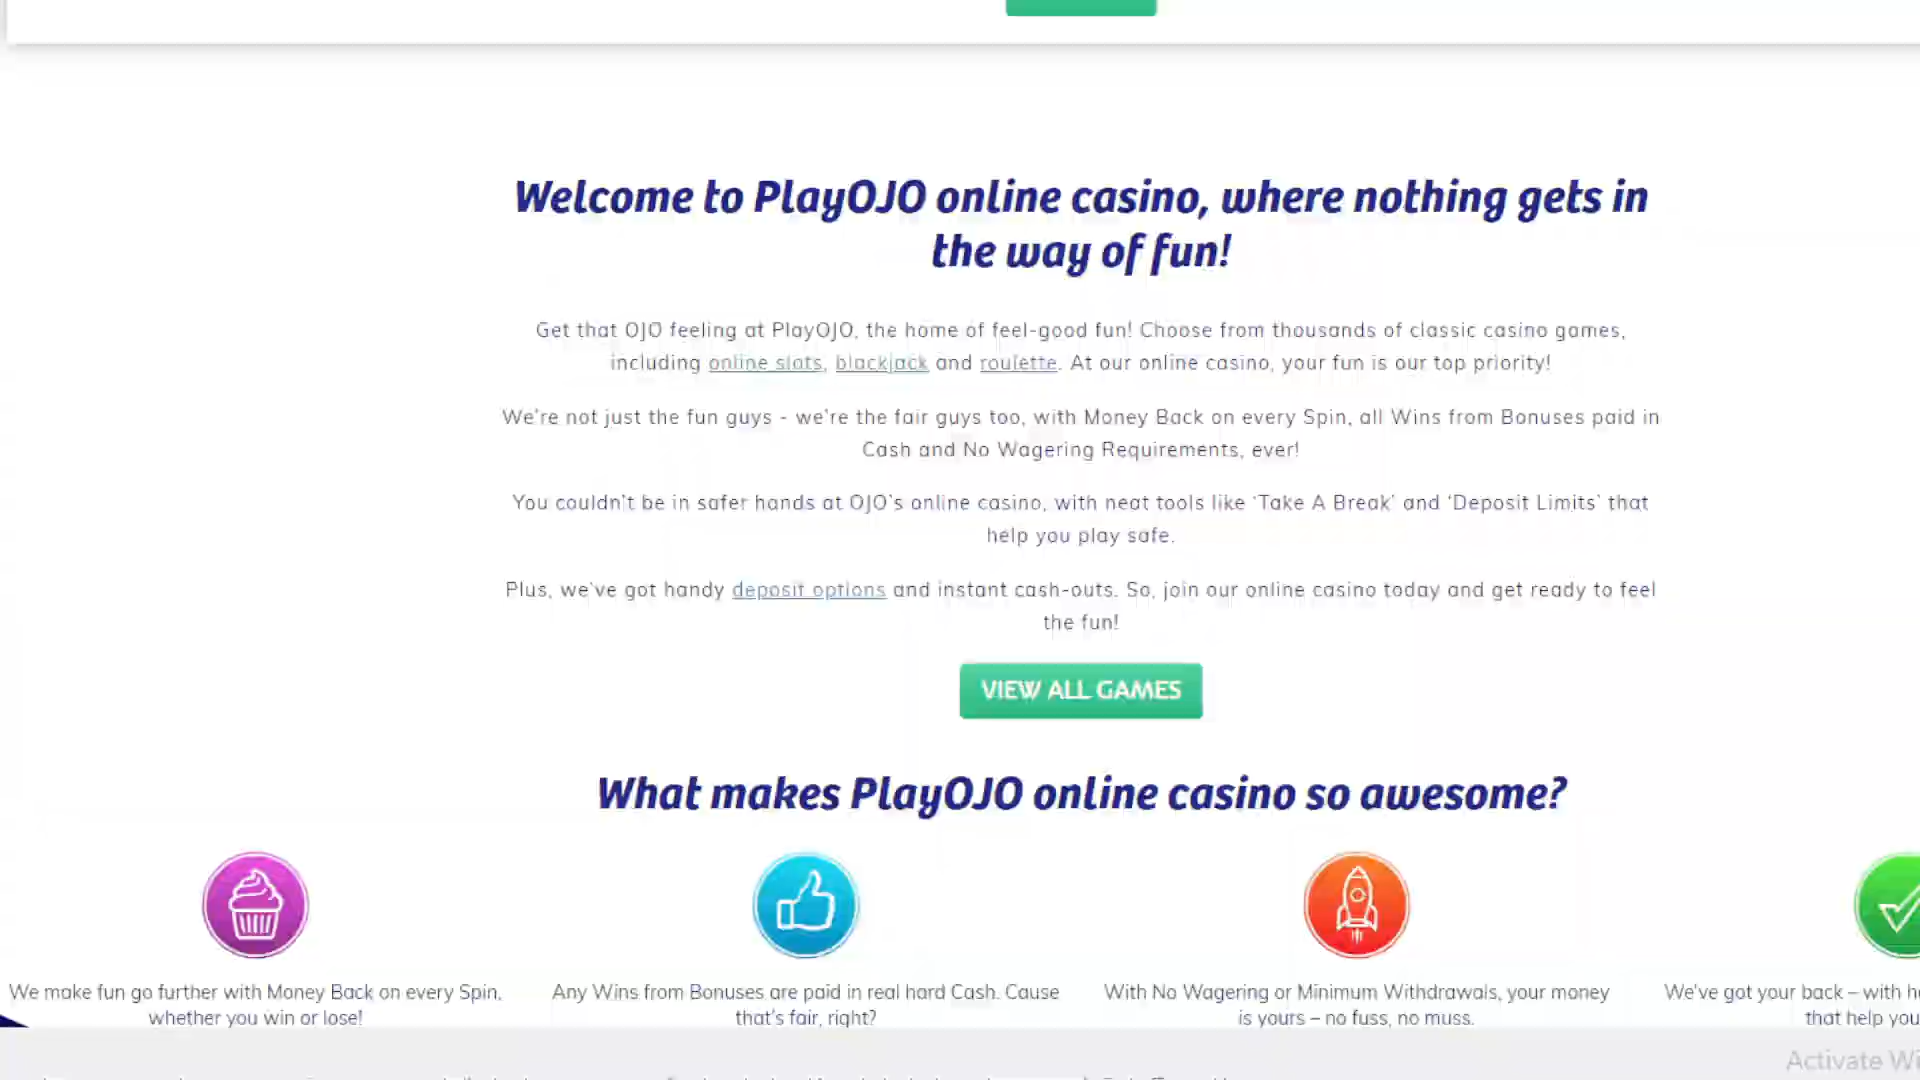 Welcome to PlayOJO online casino, where nothing gets in
the way of fun!
Get that OJO feeling at PlayOJO, the home of feel-good fun! Choose from thousands of classic casino games,
including online slots, blackjack and roulette. At our online casino, your fun is our top priority!
We're not just the fun guys - we're the fair guys too, with Money Back on every Spin, all Wins from Bonuses paid in
Cash and No Wagering Requirements, ever!
You couldn't be in safer hands at OJO's online casino, with neat tools like 'Take A Break' and 'Deposit Limits' that
help you play safe.
Plus, we've got handy deposit options and instant cash-outs. So, join our online casino today and get ready to feel
the fun!
VIEW ALL GAMES
What makes PlayOJO online casino so awesome?
We make fun go further with Money Back on every Spin,
whether you win or lose!
Any Wins from Bonuses are paid in real hard Cash. Cause
that's fair, right?
With No Wagering or Minimum Withdrawals, your money
is yours – no fuss, no muss.
We've got your back – with
that help you
Activate